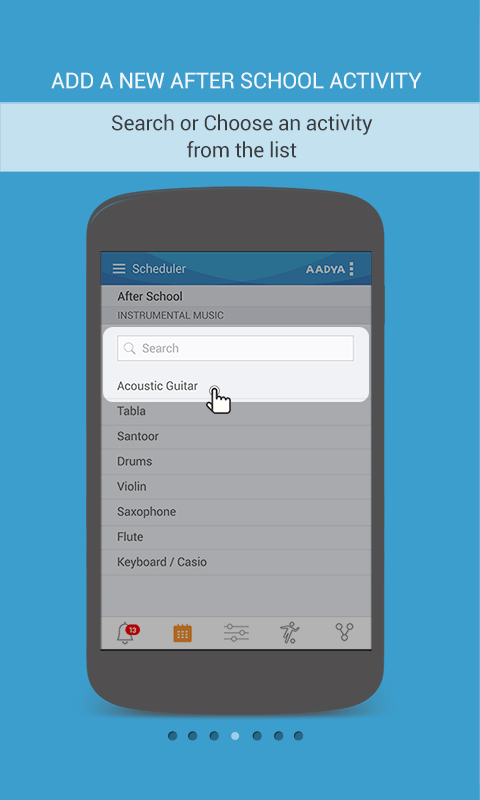 ADD A NEW AFTER SCHOOL ACTIVITY
Search or Choose an activity
from the list
Scheduler AADYA
After School
INSTRUMENTAL MUSIC
Search
Acoustic Guitar
Tabla
Santoor
Drums
Violin
Saxophone
Flute
Keyboard / Casio
13